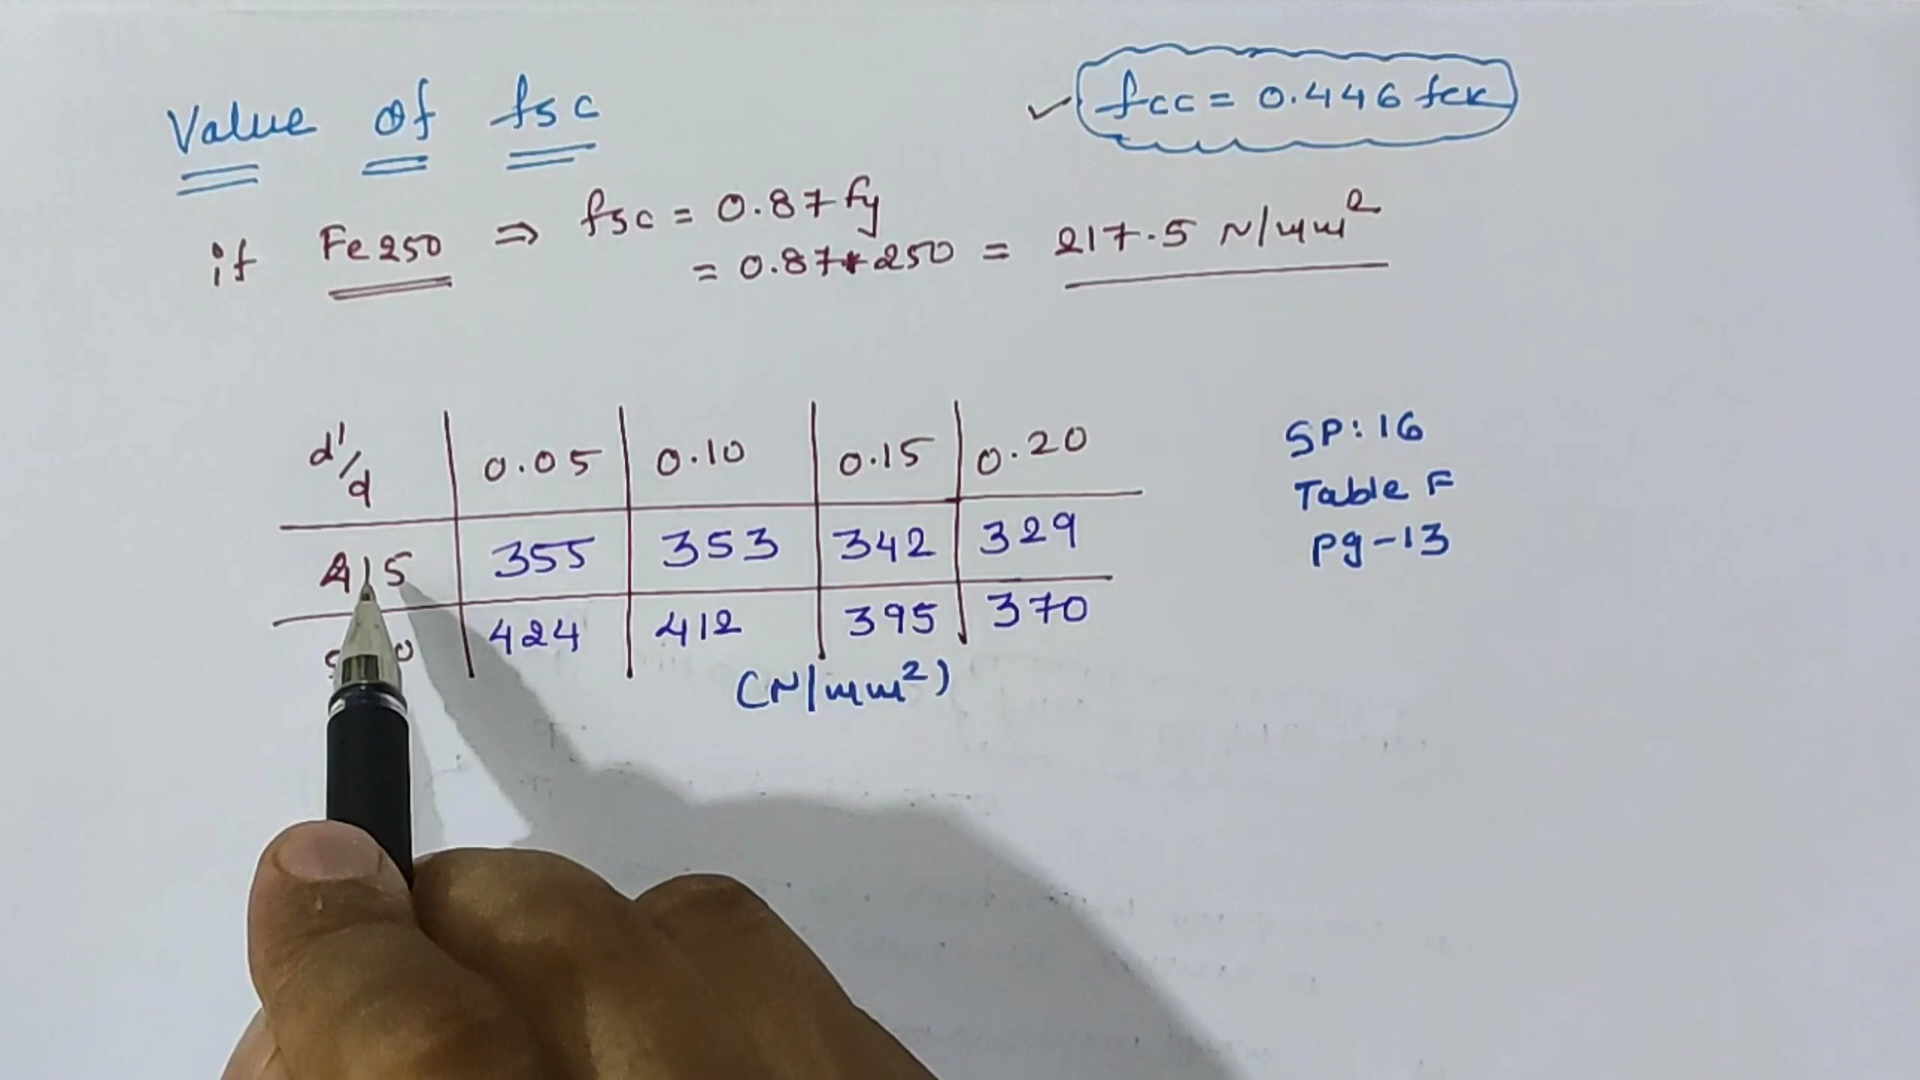 Value of fsc
✓ fcc = 0.446 fck
if Fe250 ⇒ fsc = 0.87 fy
= 0.87*250 = 217.5 N/mm²
d'/d 0.05 0.10 0.15 0.20
415 355 353 342 329
424 412 395 370
(N/mm²)
SP:16
Table F
pg-13